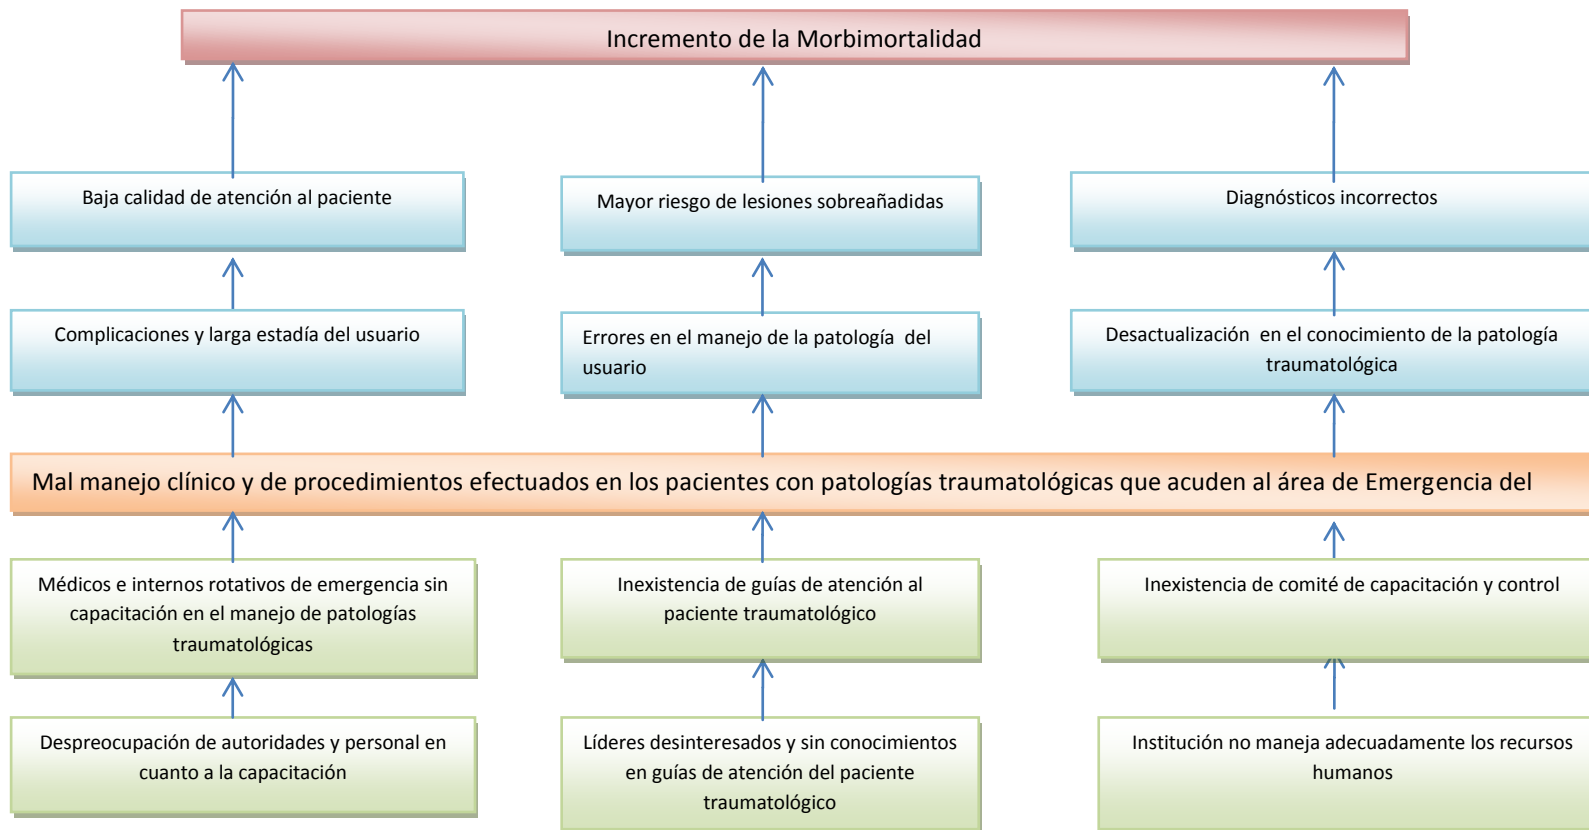 Incremento de la Morbimortalidad
Baja calidad de atención al paciente
Mayor riesgo de lesiones sobreañadidas
Diagnósticos incorrectos
Complicaciones y larga estadía del usuario
Errores en el manejo de la patología  del
usuario
Desactualización  en el conocimiento de la patología
traumatológica
Mal manejo clínico y de procedimientos efectuados en los pacientes con patologías traumatológicas que acuden al área de Emergencia del
Médicos e internos rotativos de emergencia sin
capacitación en el manejo de patologías
traumatológicas
Inexistencia de guías de atención al
paciente traumatológico
Inexistencia de comité de capacitación y control
Despreocupación de autoridades y personal en
cuanto a la capacitación
Líderes desinteresados y sin conocimientos
en guías de atención del paciente
traumatológico
Institución no maneja adecuadamente los recursos
humanos